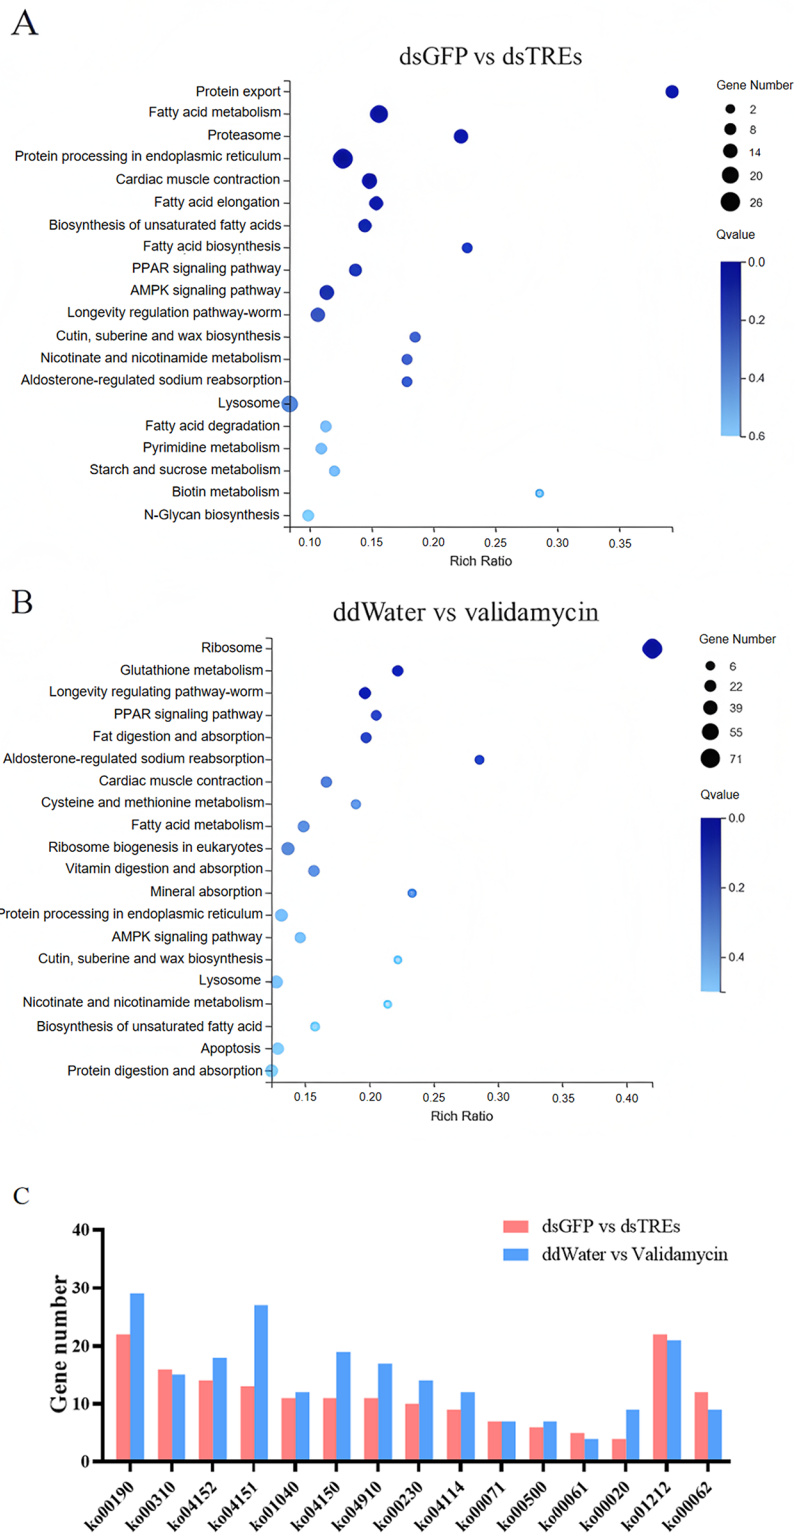 A
dsGFP vs dsTREs
Protein export
Fatty acid metabolism
Proteasome
Protein processing in endoplasmic reticulum
Cardiac muscle contraction
Fatty acid elongation
Biosynthesis of unsaturated fatty acids
Fatty acid biosynthesis
PPAR signaling pathway
AMPK signaling pathway
Longevity regulation pathway-worm
Cutin, suberine and wax biosynthesis
Nicotinate and nicotinamide metabolism
Aldosterone-regulated sodium reabsorption
Lysosome
Fatty acid degradation
Pyrimidine metabolism
Starch and sucrose metabolism
Biotin metabolism
N-Glycan biosynthesis
0.10 0.15 0.20 0.25 0.30 0.35
Rich Ratio
Gene Number
2
8
14
20
26
Qvalue
0.0
0.2
0.4
0.6
B
ddWater vs validamycin
Ribosome
Glutathione metabolism
Longevity regulating pathway-worm
PPAR signaling pathway
Fat digestion and absorption
Aldosterone-regulated sodium reabsorption
Cardiac muscle contraction
Cysteine and methionine metabolism
Fatty acid metabolism
Ribosome biogenesis in eukaryotes
Vitamin digestion and absorption
Mineral absorption
Protein processing in endoplasmic reticulum
AMPK signaling pathway
Cutin, suberine and wax biosynthesis
Lysosome
Nicotinate and nicotinamide metabolism
Biosynthesis of unsaturated fatty acid
Apoptosis
Protein digestion and absorption
0.15 0.20 0.25 0.30 0.35 0.40
Rich Ratio
Gene Number
6
22
39
55
71
Qvalue
0.0
0.2
0.4
C
dsGFP vs dsTREs
ddWater vs Validamycin
Gene number
40
30
20
10
0
ko00190 ko00310 ko04152 ko04151 ko01040 ko04150 ko04910 ko00230 ko04114 ko00071 ko00500 ko00061 ko00020 ko01212 ko00062